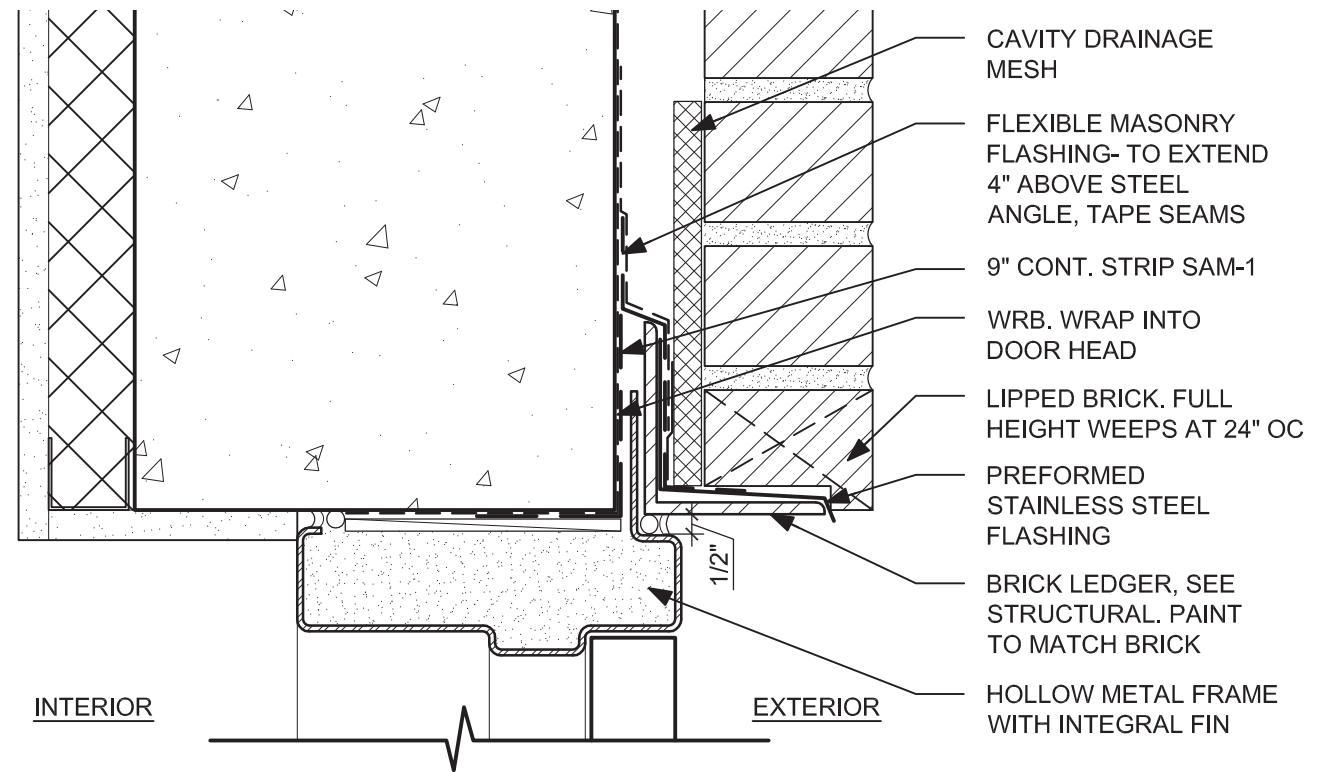 CAVITY DRAINAGE
MESH
FLEXIBLE MASONRY
FLASHING- TO EXTEND
4" ABOVE STEEL
ANGLE, TAPE SEAMS
9" CONT. STRIP SAM-1
WRB. WRAP INTO
DOOR HEAD
LIPPED BRICK. FULL
HEIGHT WEEPS AT 24" OC
PREFORMED
STAINLESS STEEL
FLASHING
1/2"
BRICK LEDGER, SEE
STRUCTURAL. PAINT
TO MATCH BRICK
HOLLOW METAL FRAME
WITH INTEGRAL FIN
INTERIOR
EXTERIOR